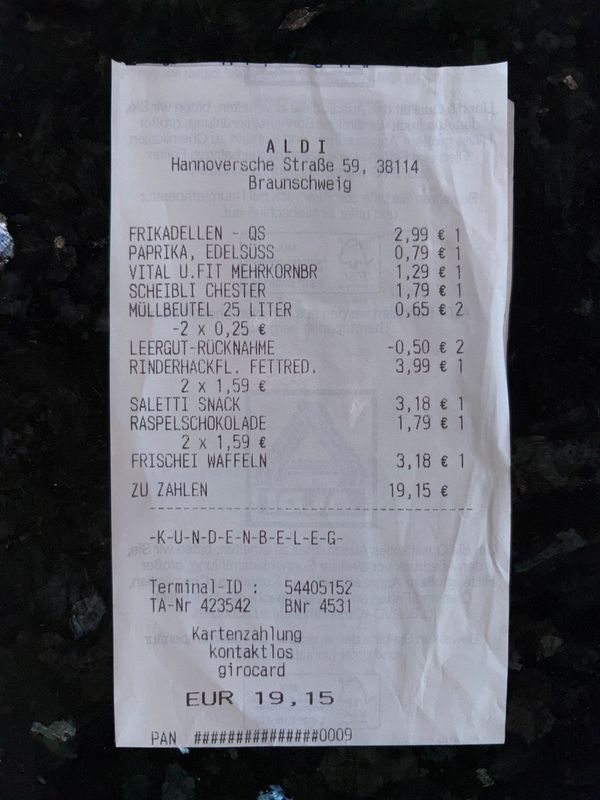 ALDI
Hannoversche Straße 59, 38114
Braunschweig
FRIKADELLEN - QS 2,99 € 1
PAPRIKA, EDELSÜSS 0,79 € 1
VITAL U.FIT MEHRKORNBR 1,29 € 1
SCHEIBLI CHESTER 1,79 € 1
MÜLLBEUTEL 25 LITER 0,65 € 2
-2 x 0,25 €
LEERGUT-RÜCKNAHME -0,50 € 2
RINDERHACKFL. FETTRED. 3,99 € 1
2 x 1,59 €
SALETTI SNACK 3,18 € 1
RASPELSCHOKOLADE 1,79 € 1
2 x 1,59 €
FRISCHEI WAFFELN 3,18 € 1
ZU ZAHLEN 19,15 €
-K-U-N-D-E-N-B-E-L-E-G-
Terminal-ID : 54405152
TA-Nr 423542 BNr 4531
Kartenzahlung
kontaktlos
girocard
EUR 19,15
PAN ###############0009